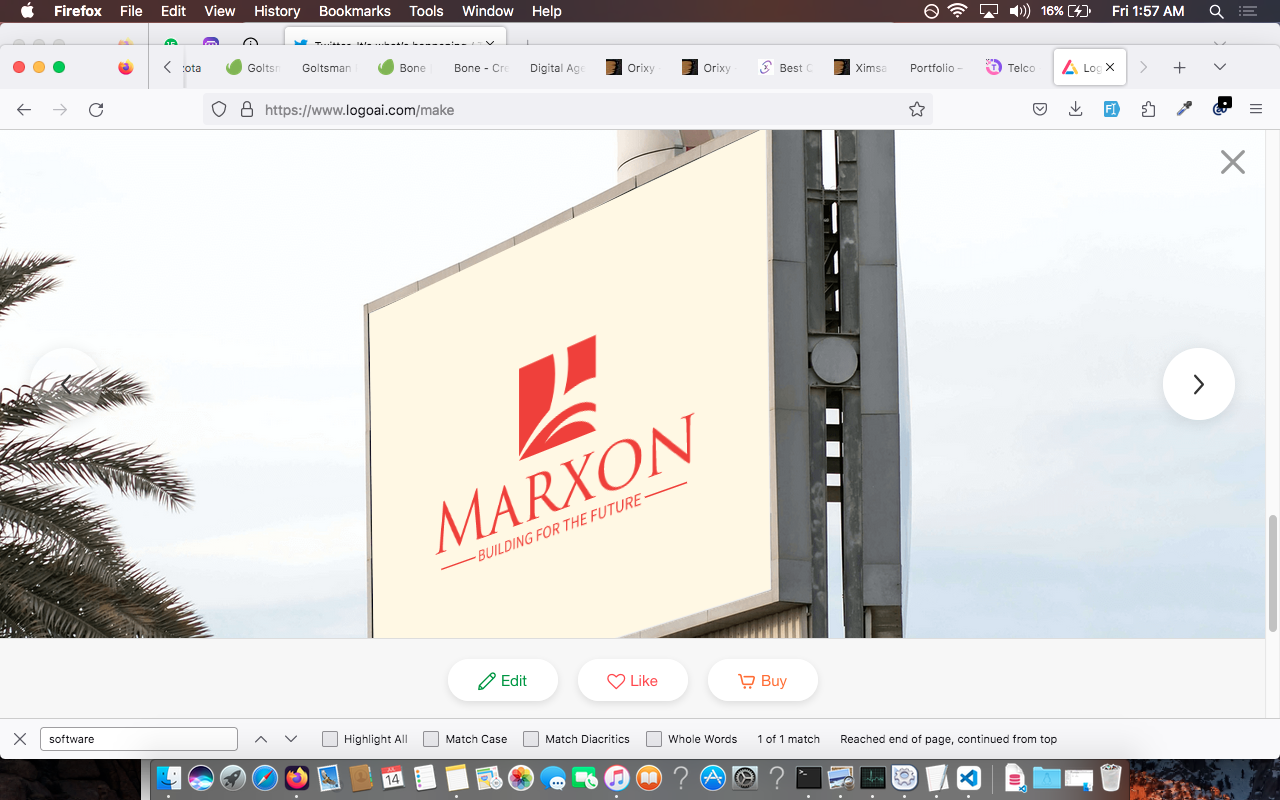 Firefox File Edit View History Bookmarks Tools Window Help 16% Fri 1:57 AM
Twitter. It's what's happening /
ota Goltsn Goltsman Bone Bone - Cre Digital Age Orixy Orixy Best C Ximsa Portfolio – Telco Log
https://www.logoai.com/make
MARXON
BUILDING FOR THE FUTURE
Edit Like Buy
software Highlight All Match Case Match Diacritics Whole Words 1 of 1 match Reached end of page, continued from top
14